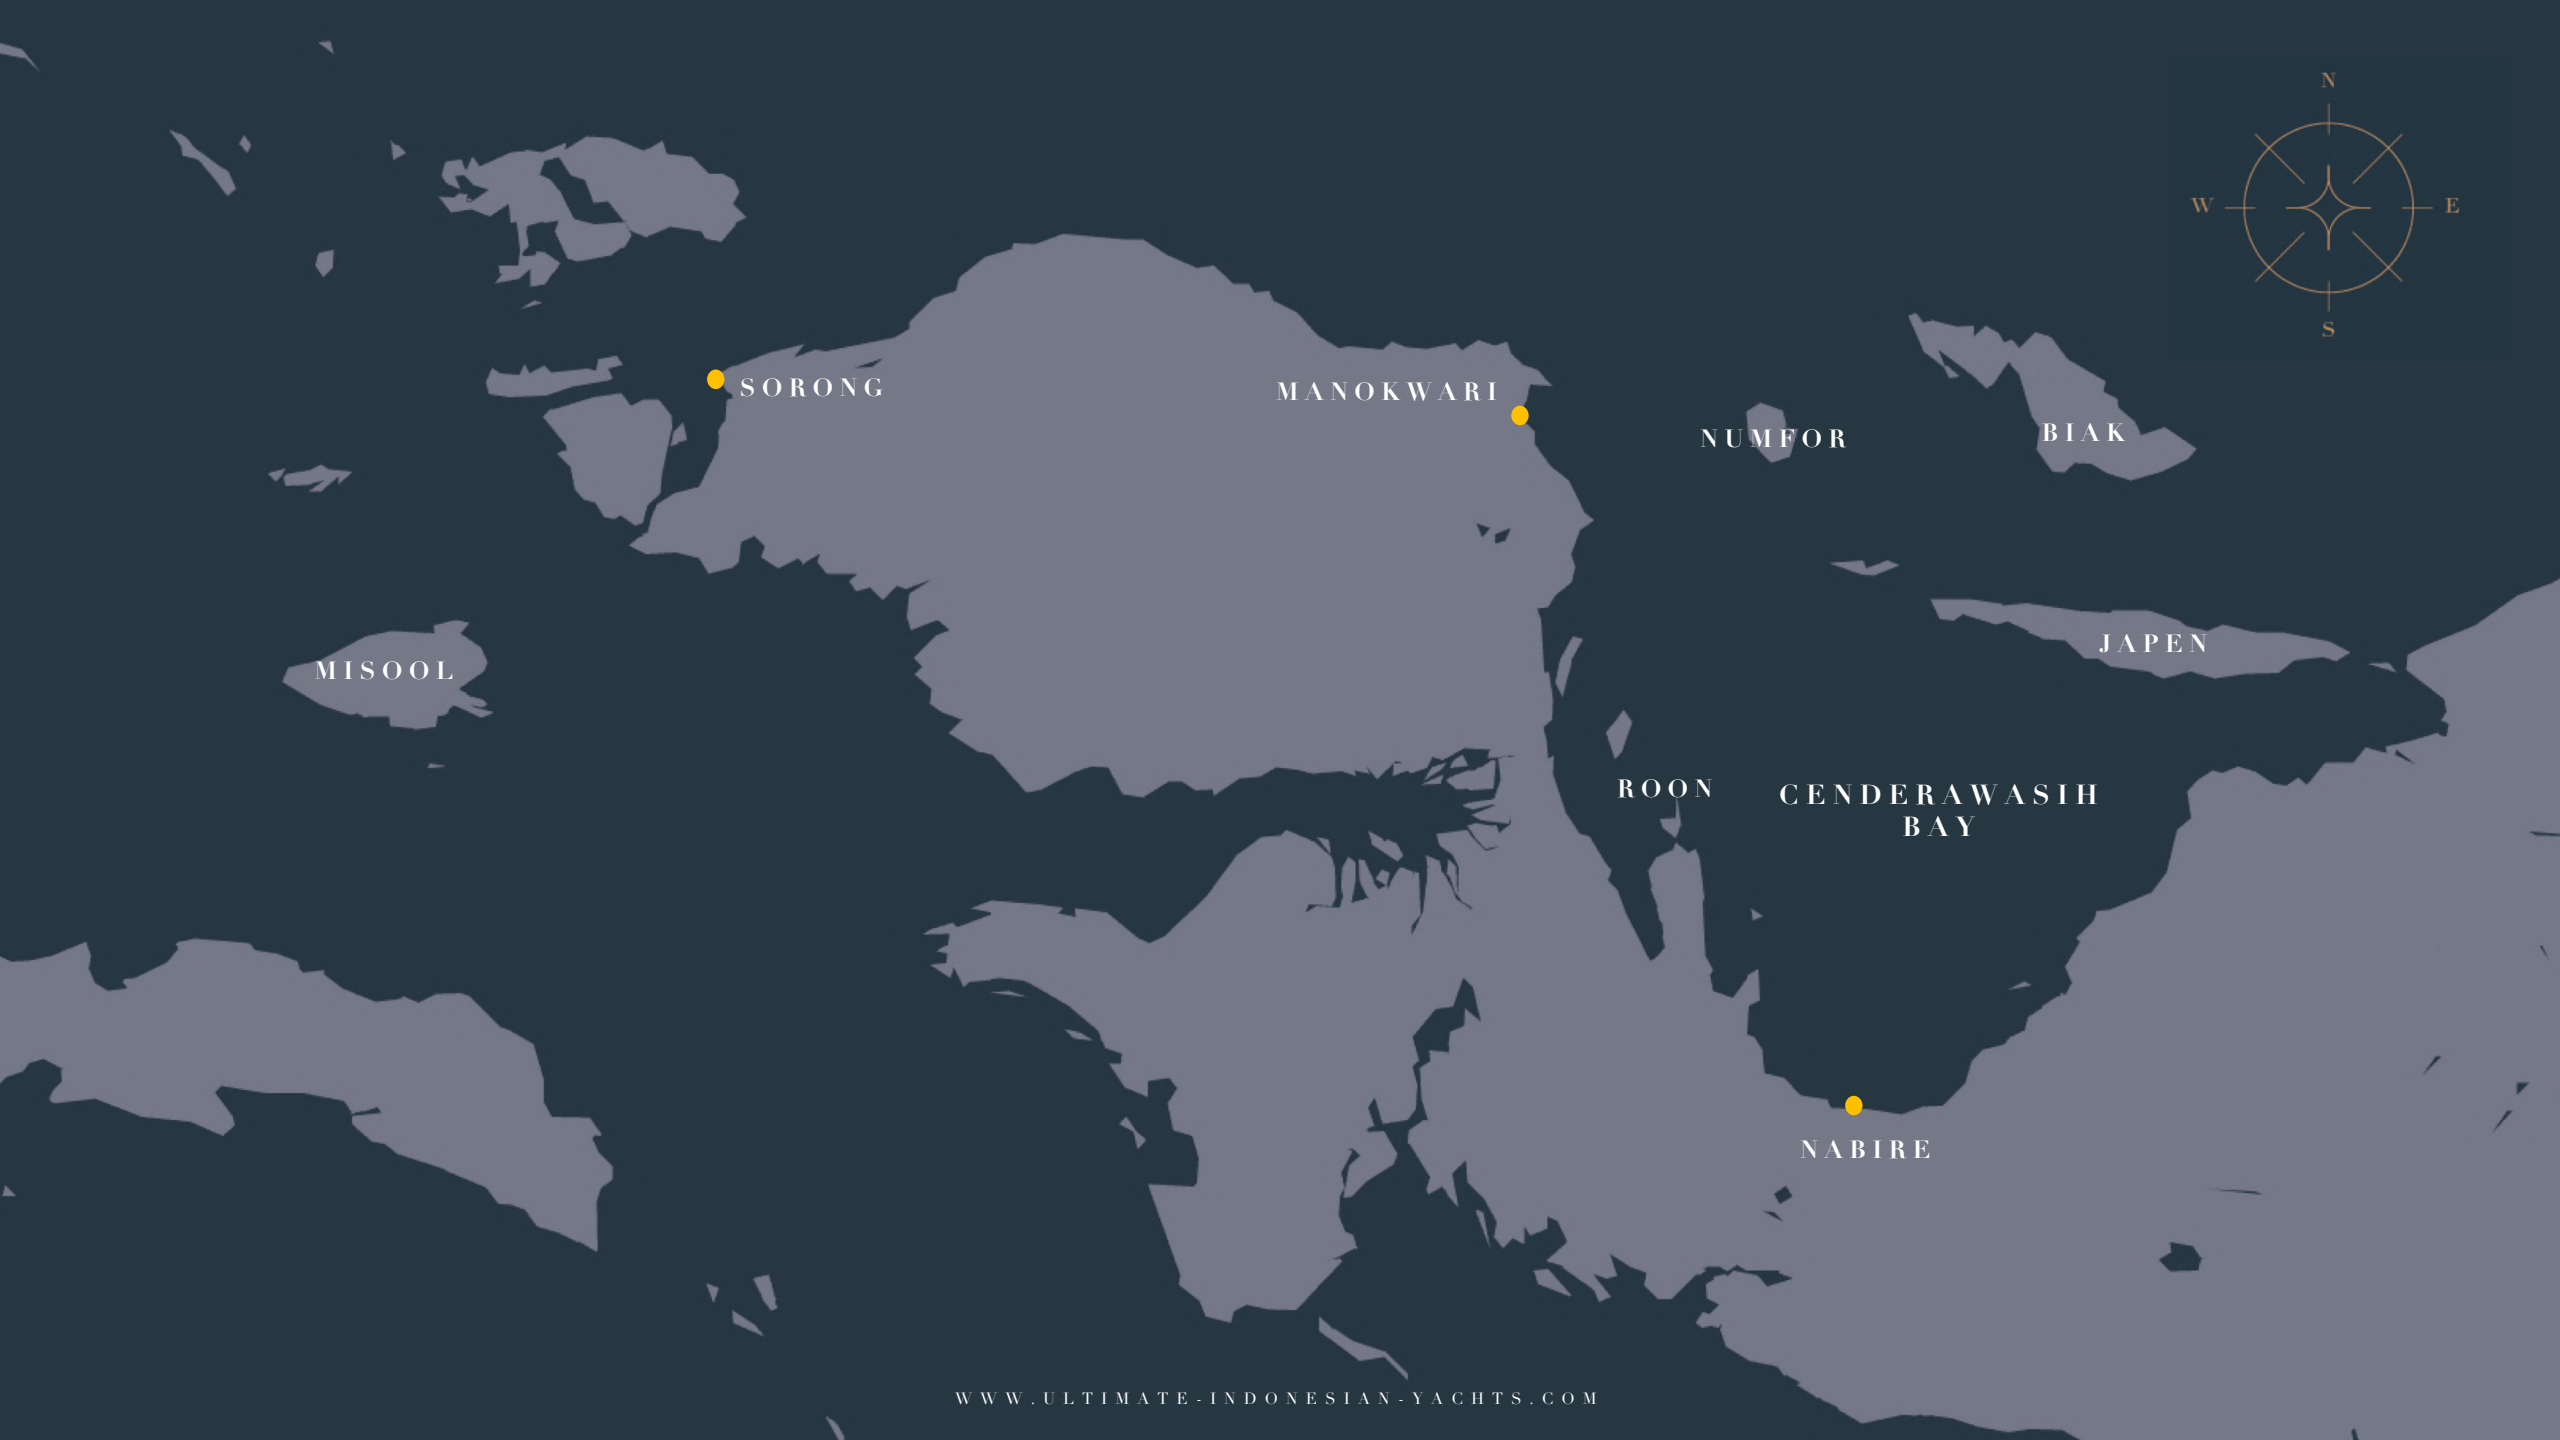 N
W
E
S
SORONG
MANOKWARI
NUMFOR
BIAK
JAPEN
MISOOL
ROON
CENDERAWASIH
BAY
NABIRE
WWW.ULTIMATE-INDONESIAN-YACHTS.COM